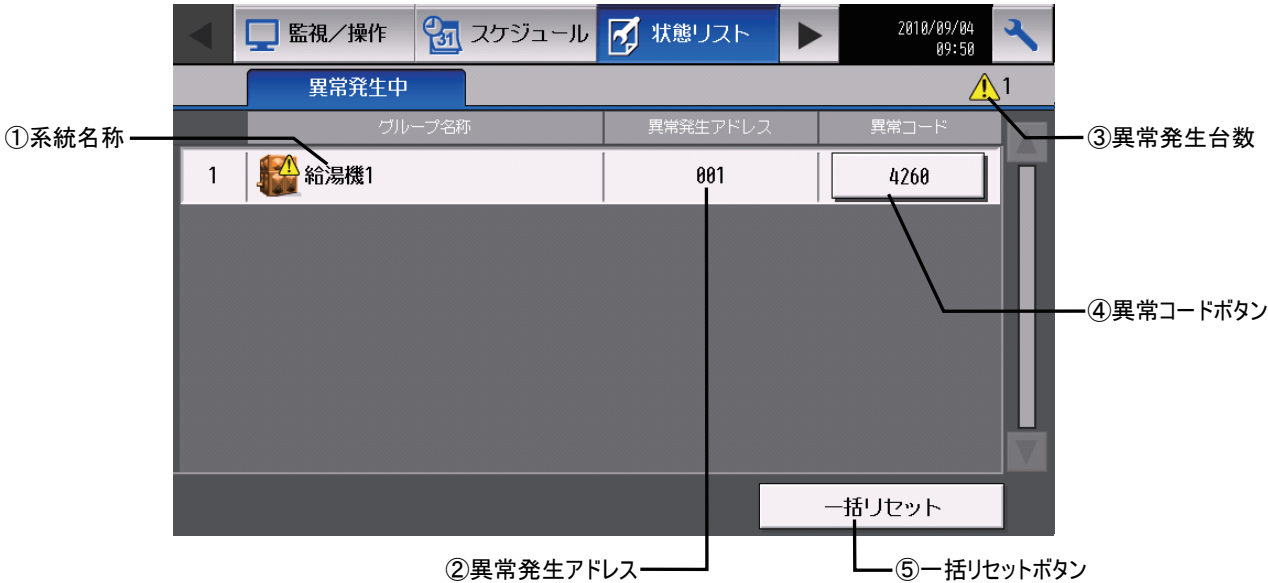 監視／操作
31
スケジュール
状態リスト
2010/09/04
09:50
異常発生中
1
グループ名称
異常発生アドレス
異常コード
①系統名称
③異常発生台数
1
給湯機1
001
4260
④異常コードボタン
一括リセット
②異常発生アドレス
⑤一括リセットボタン